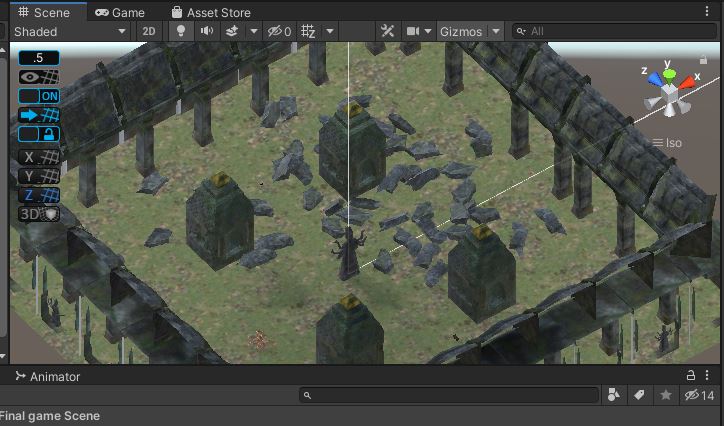 Scene Game Asset Store
Shaded 2D 0 Gizmos All
.5
ON
X
Y
Z
3D
y
z x
Iso
Animator
14
Final game Scene